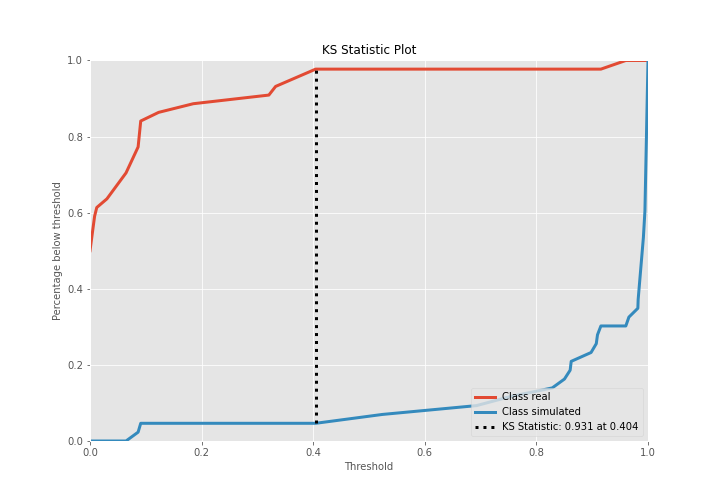 KS Statistic Plot
1.0
0.8
0.6
0.4
0.2
0.0
Percentage below threshold
0.0 0.2 0.4 0.6 0.8 1.0
Threshold
Class real
Class simulated
KS Statistic: 0.931 at 0.404